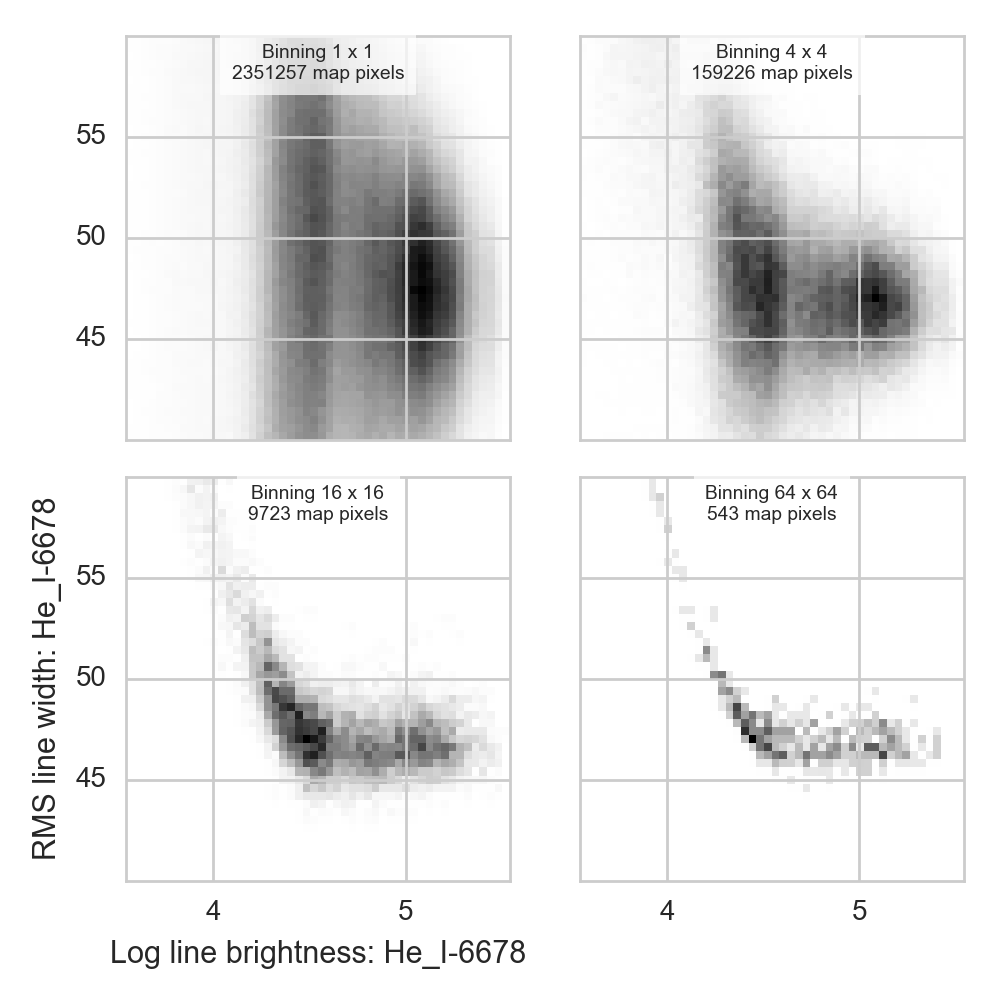 Binning 1 x 1
2351257 map pixels
Binning 4 x 4
159226 map pixels
55
50
45
Binning 16 x 16
9723 map pixels
Binning 64 x 64
543 map pixels
55
50
45
RMS line width: He_I-6678
4
5
4
5
Log line brightness: He_I-6678